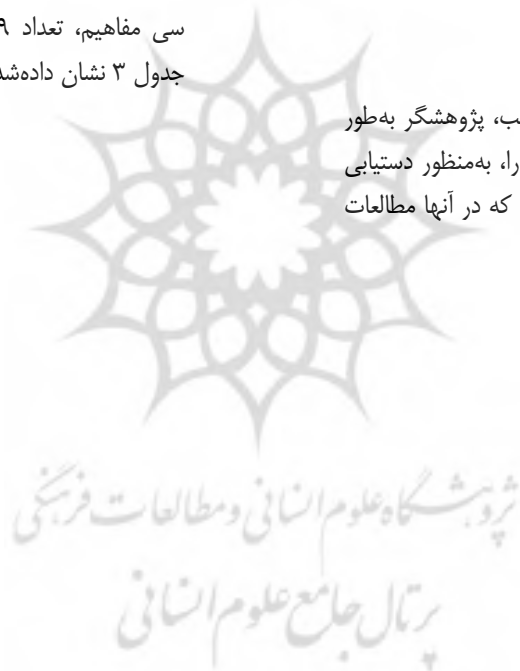 سی مفاهیم، تعداد ۹
جدول ۳ نشان داده‌شد
ب، پژوهشگر به‌طور
را، به‌منظور دستیابی
که در آنها مطالعات
پژوهشگاه علوم انسانی و مطالعات فرهنگی
پرتال جامع علوم انسانی